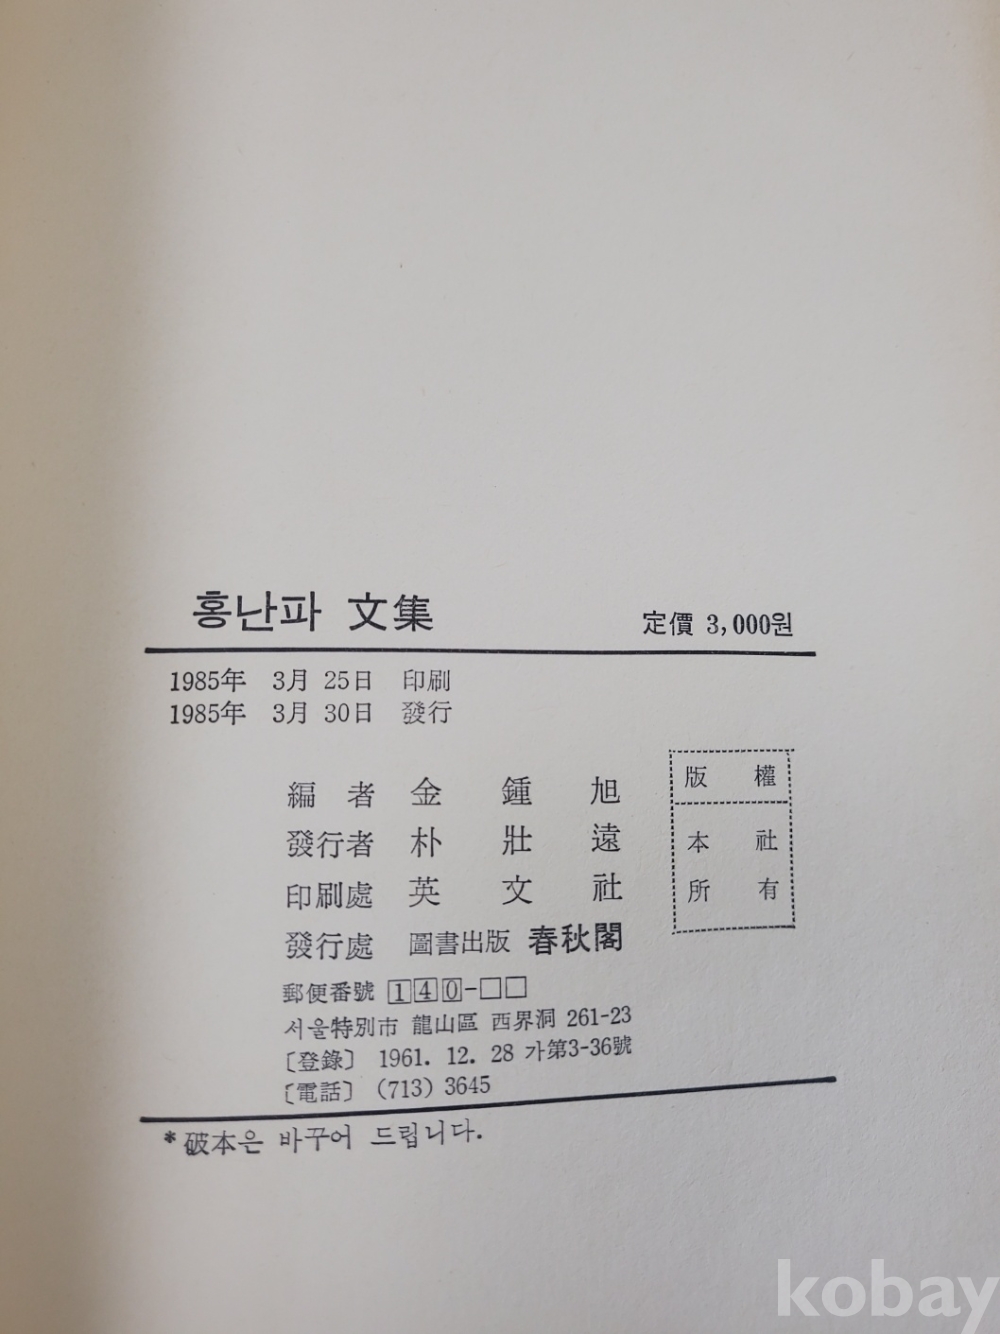 홍난파 文集
定價 3,000원
1985年 3月 25日 印刷
1985年 3月 30日 發行
編者 金鍾旭
發行者 朴壯遠
印刷處 英文社
發行處 圖書出版 春秋閣
版權
本社
所有
郵便番號 140-□□
서울特別市 龍山區 西界洞 261-23
〔登錄〕 1961. 12. 28 가第3-36號
〔電話〕 (713) 3645
*破本은 바꾸어 드립니다.
kobay